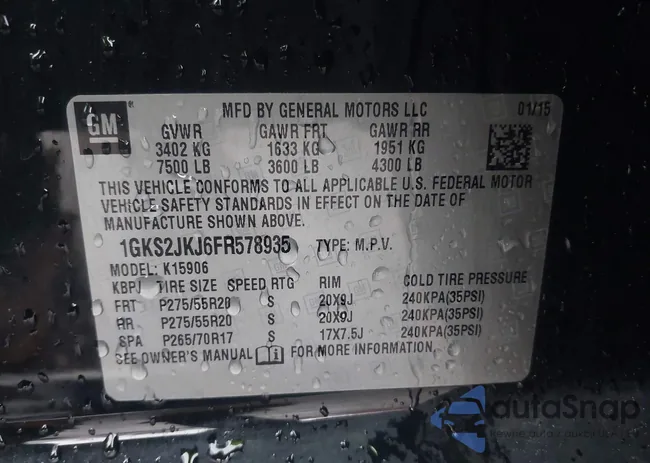 GM
MFD BY GENERAL MOTORS LLC 01/15
GVWR GAWR FRT GAWR RR
3402 KG 1633 KG 1951 KG
7500 LB 3600 LB 4300 LB
THIS VEHICLE CONFORMS TO ALL APPLICABLE U.S. FEDERAL MOTOR
VEHICLE SAFETY STANDARDS IN EFFECT ON THE DATE OF
MANUFACTURE SHOWN ABOVE.
1GKS2JKJ6FR578935 TYPE: M.P.V.
MODEL: K15906
KBPJ TIRE SIZE SPEED RTG RIM COLD TIRE PRESSURE
FRT P275/55R20 S 20X9J 240KPA(35PSI)
RR P275/55R20 S 20X9J 240KPA(35PSI)
SPA P265/70R17 S 17X7.5J 240KPA(35PSI)
SEE OWNER'S MANUAL FOR MORE INFORMATION.
autoSnap